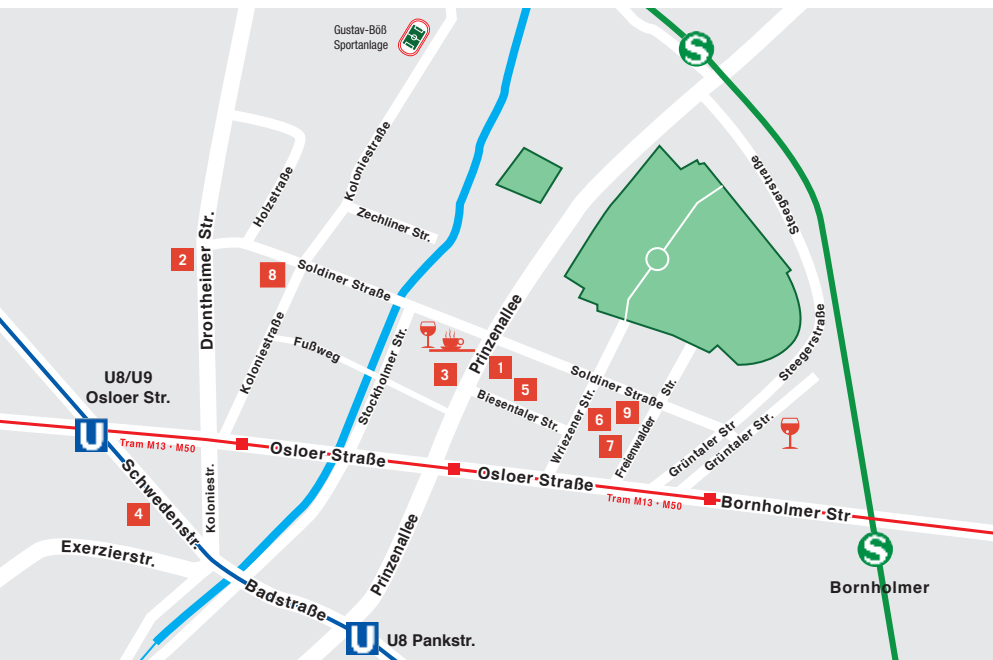 Gustav-Böß
Sportanlage
S
Steegerstraße
Koloniestraße
Holzstraße
Zechliner Str.
Drontheimer Str.
2
8
Soldiner Straße
Prinzenallee
Steegerstraße
Koloniestraße
Fußweg
Stockholmer Str.
3
1
5
U8/U9
Osloer Str.
Soldiner Straße
Biesentaler Str.
Wriezener Str.
6
9
7
Freienwalder Str.
Grüntaler Str
Grüntaler Str.
U
Tram M13 • M50
Osloer Straße
Osloer Straße
Tram M13 • M50
Bornholmer Str
Schwedenstr.
Koloniestr.
4
Exerzierstr.
Prinzenallee
S
Bornholmer
Badstraße
U
U8 Pankstr.